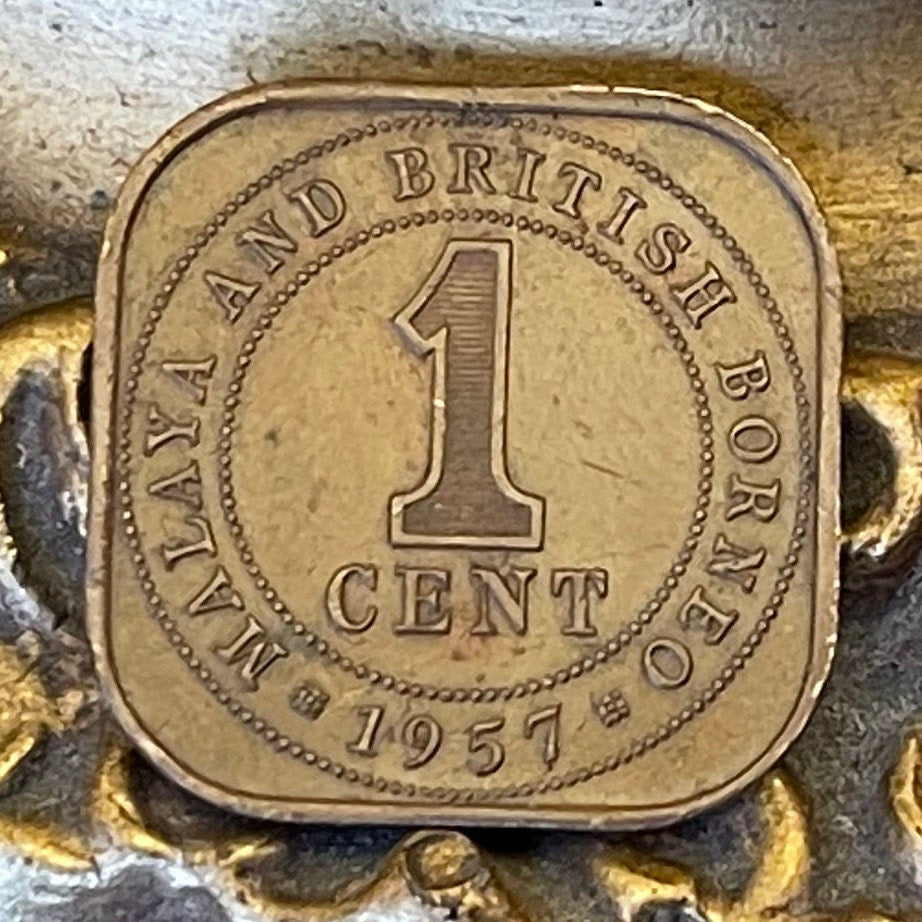 MALAYA AND BRITISH BORNEO
1
CENT
1957